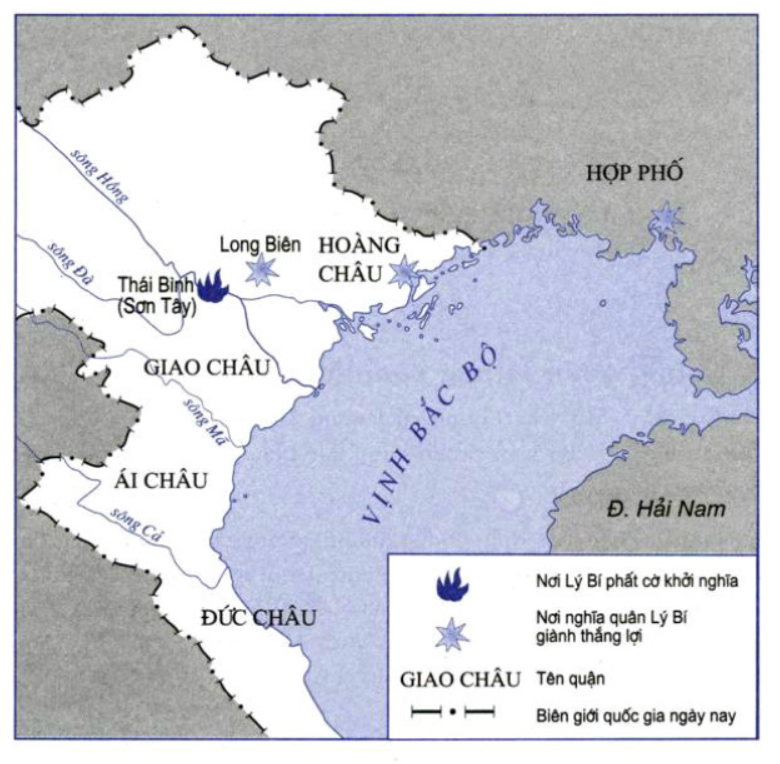 HỢP PHỐ
sông Hồng
Long Biên
HOÀNG
CHÂU
sông Đà
Thái Bình
(Sơn Tây)
GIAO CHÂU
VỊNH BẮC BỘ
sông Mã
ÁI CHÂU
sông Cả
Đ. Hải Nam
ĐỨC CHÂU
Nơi Lý Bí phất cờ khởi nghĩa
Nơi nghĩa quân Lý Bí
giành thắng lợi
GIAO CHÂU Tên quận
Biên giới quốc gia ngày nay